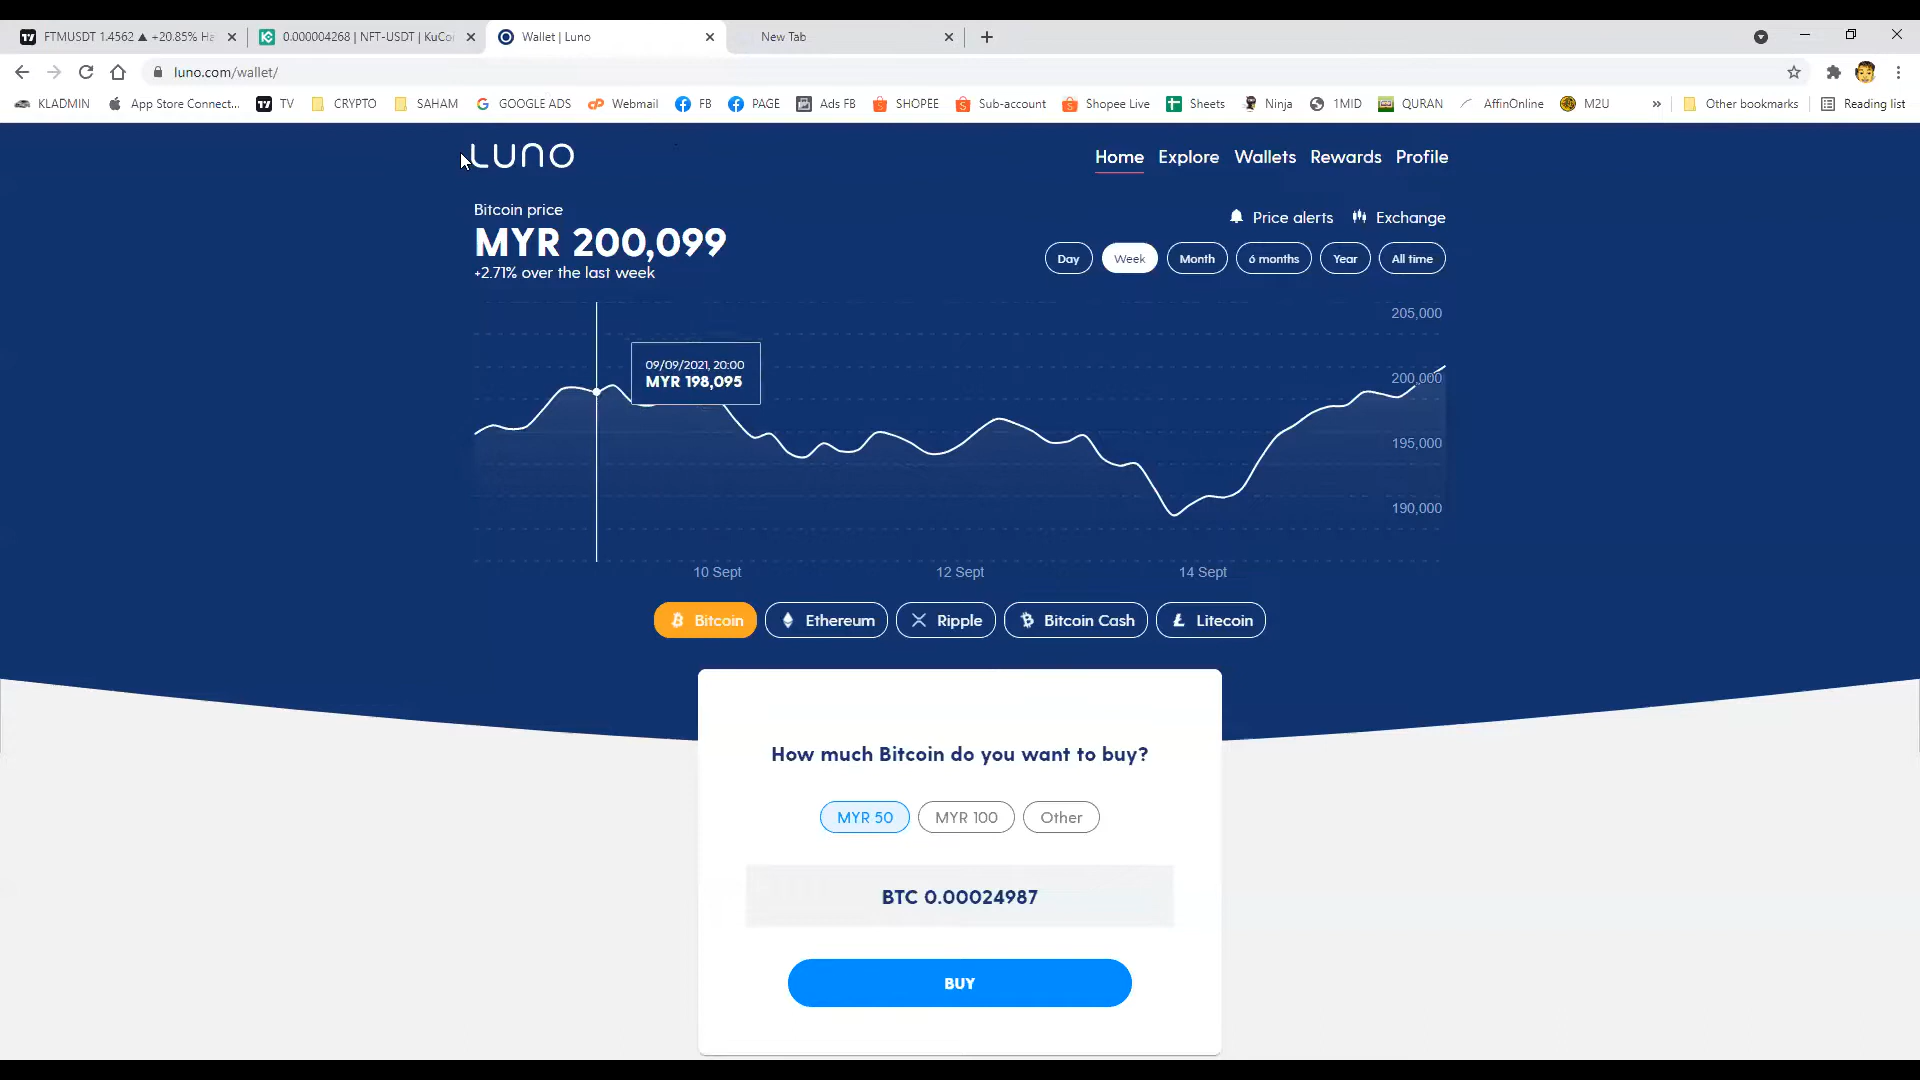 FTMUSDT 1.4562 ▲ +20.85%
0.000004268 | NFT-USDT | KuCoi
Wallet | Luno
New Tab
luno.com/wallet/
KLADMIN
App Store Connect...
TV
CRYPTO
SAHAM
GOOGLE ADS
Webmail
FB
PAGE
Ads FB
SHOPEE
Sub-account
Shopee Live
Sheets
Ninja
1MID
QURAN
AffinOnline
M2U
»
Other bookmarks
Reading list
LUNO
Home Explore Wallets Rewards Profile
Bitcoin price
MYR 200,099
+2.71% over the last week
Price alerts
Exchange
Day
Week
Month
6 months
Year
All time
205,000
09/09/2021, 20:00
MYR 198,095
200,000
195,000
190,000
10 Sept
12 Sept
14 Sept
Bitcoin
Ethereum
Ripple
Bitcoin Cash
Litecoin
How much Bitcoin do you want to buy?
MYR 50
MYR 100
Other
BTC 0.00024987
BUY